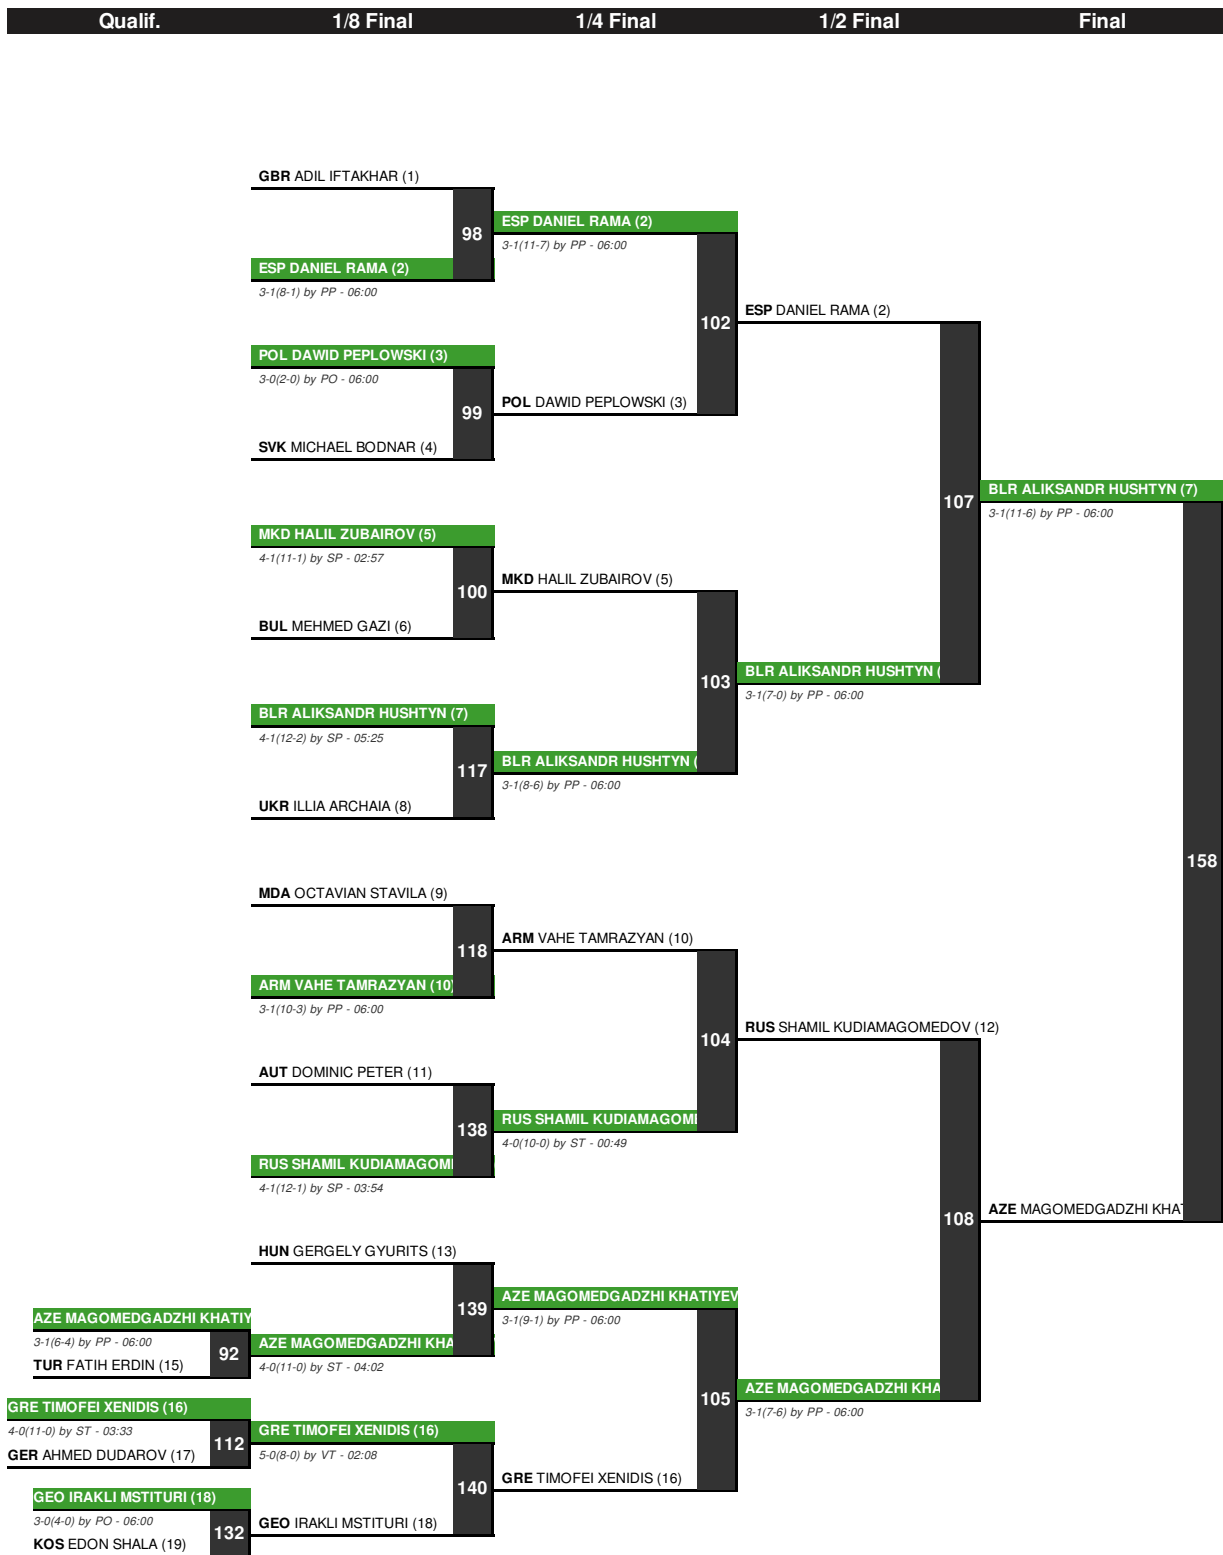 Qualif. 1/8 Final 1/4 Final 1/2 Final Final
GBR ADIL IFTAKHAR (1)
98
ESP DANIEL RAMA (2)
3-1(8-1) by PP - 06:00
POL DAWID PEPLOWSKI (3)
3-0(2-0) by PO - 06:00
99
SVK MICHAEL BODNAR (4)
MKD HALIL ZUBAIROV (5)
4-1(11-1) by SP - 02:57
100
BUL MEHMED GAZI (6)
BLR ALIKSANDR HUSHTYN (7)
4-1(12-2) by SP - 05:25
117
UKR ILLIA ARCHAIA (8)
MDA OCTAVIAN STAVILA (9)
118
ARM VAHE TAMRAZYAN (10)
3-1(10-3) by PP - 06:00
AUT DOMINIC PETER (11)
138
RUS SHAMIL KUDIAMAGOM
4-1(12-1) by SP - 03:54
HUN GERGELY GYURITS (13)
139
AZE MAGOMEDGADZHI KHATIY
3-1(6-4) by PP - 06:00
92
TUR FATIH ERDIN (15)
AZE MAGOMEDGADZHI KHA
4-0(11-0) by ST - 04:02
GRE TIMOFEI XENIDIS (16)
4-0(11-0) by ST - 03:33
112
GER AHMED DUDAROV (17)
GRE TIMOFEI XENIDIS (16)
5-0(8-0) by VT - 02:08
140
GEO IRAKLI MSTITURI (18)
3-0(4-0) by PO - 06:00
132
KOS EDON SHALA (19)
GEO IRAKLI MSTITURI (18)
ESP DANIEL RAMA (2)
3-1(11-7) by PP - 06:00
102
POL DAWID PEPLOWSKI (3)
MKD HALIL ZUBAIROV (5)
103
BLR ALIKSANDR HUSHTYN (
3-1(8-6) by PP - 06:00
ARM VAHE TAMRAZYAN (10)
104
RUS SHAMIL KUDIAMAGOM
4-0(10-0) by ST - 00:49
AZE MAGOMEDGADZHI KHATIYEV
3-1(9-1) by PP - 06:00
105
GRE TIMOFEI XENIDIS (16)
ESP DANIEL RAMA (2)
107
BLR ALIKSANDR HUSHTYN (
3-1(7-0) by PP - 06:00
RUS SHAMIL KUDIAMAGOMEDOV (12)
108
AZE MAGOMEDGADZHI KHA
3-1(7-6) by PP - 06:00
BLR ALIKSANDR HUSHTYN (7)
3-1(11-6) by PP - 06:00
158
AZE MAGOMEDGADZHI KHAT